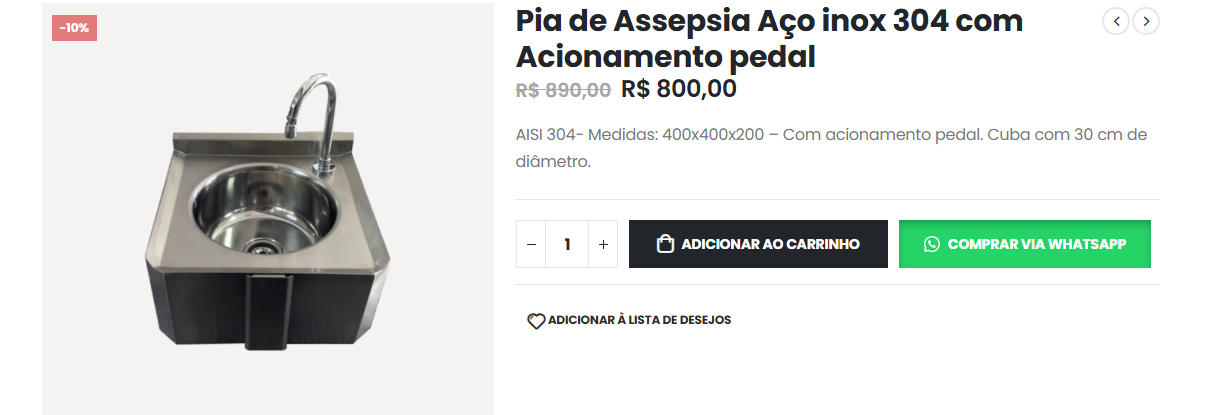 -10%
Pia de Assepsia Aço inox 304 com
Acionamento pedal
R$ 890,00 R$ 800,00
AISI 304- Medidas: 400x400x200 – Com acionamento pedal. Cuba com 30 cm de
diâmetro.
− 1 + ADICIONAR AO CARRINHO COMPRAR VIA WHATSAPP
ADICIONAR À LISTA DE DESEJOS